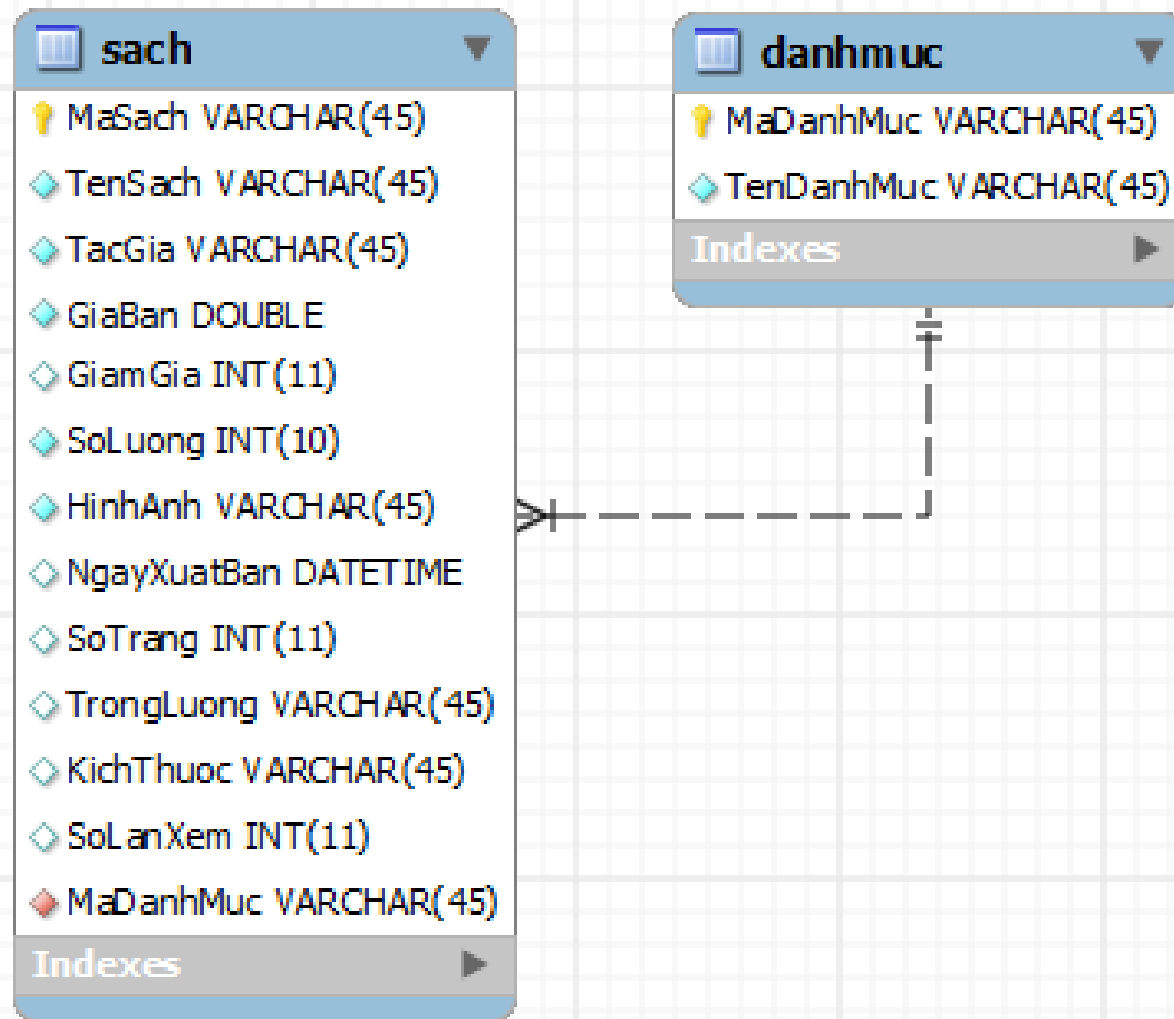 sach
MaSach VARCHAR(45)
TenSach VARCHAR(45)
TacGia VARCHAR(45)
GiaBan DOUBLE
GiamGia INT(11)
SoLuong INT(10)
HinhAnh VARCHAR(45)
NgayXuatBan DATETIME
SoTrang INT(11)
TrongLuong VARCHAR(45)
KichThuoc VARCHAR(45)
SoLanXem INT(11)
MaDanhMuc VARCHAR(45)
Indexes
danhmuc
MaDanhMuc VARCHAR(45)
TenDanhMuc VARCHAR(45)
Indexes